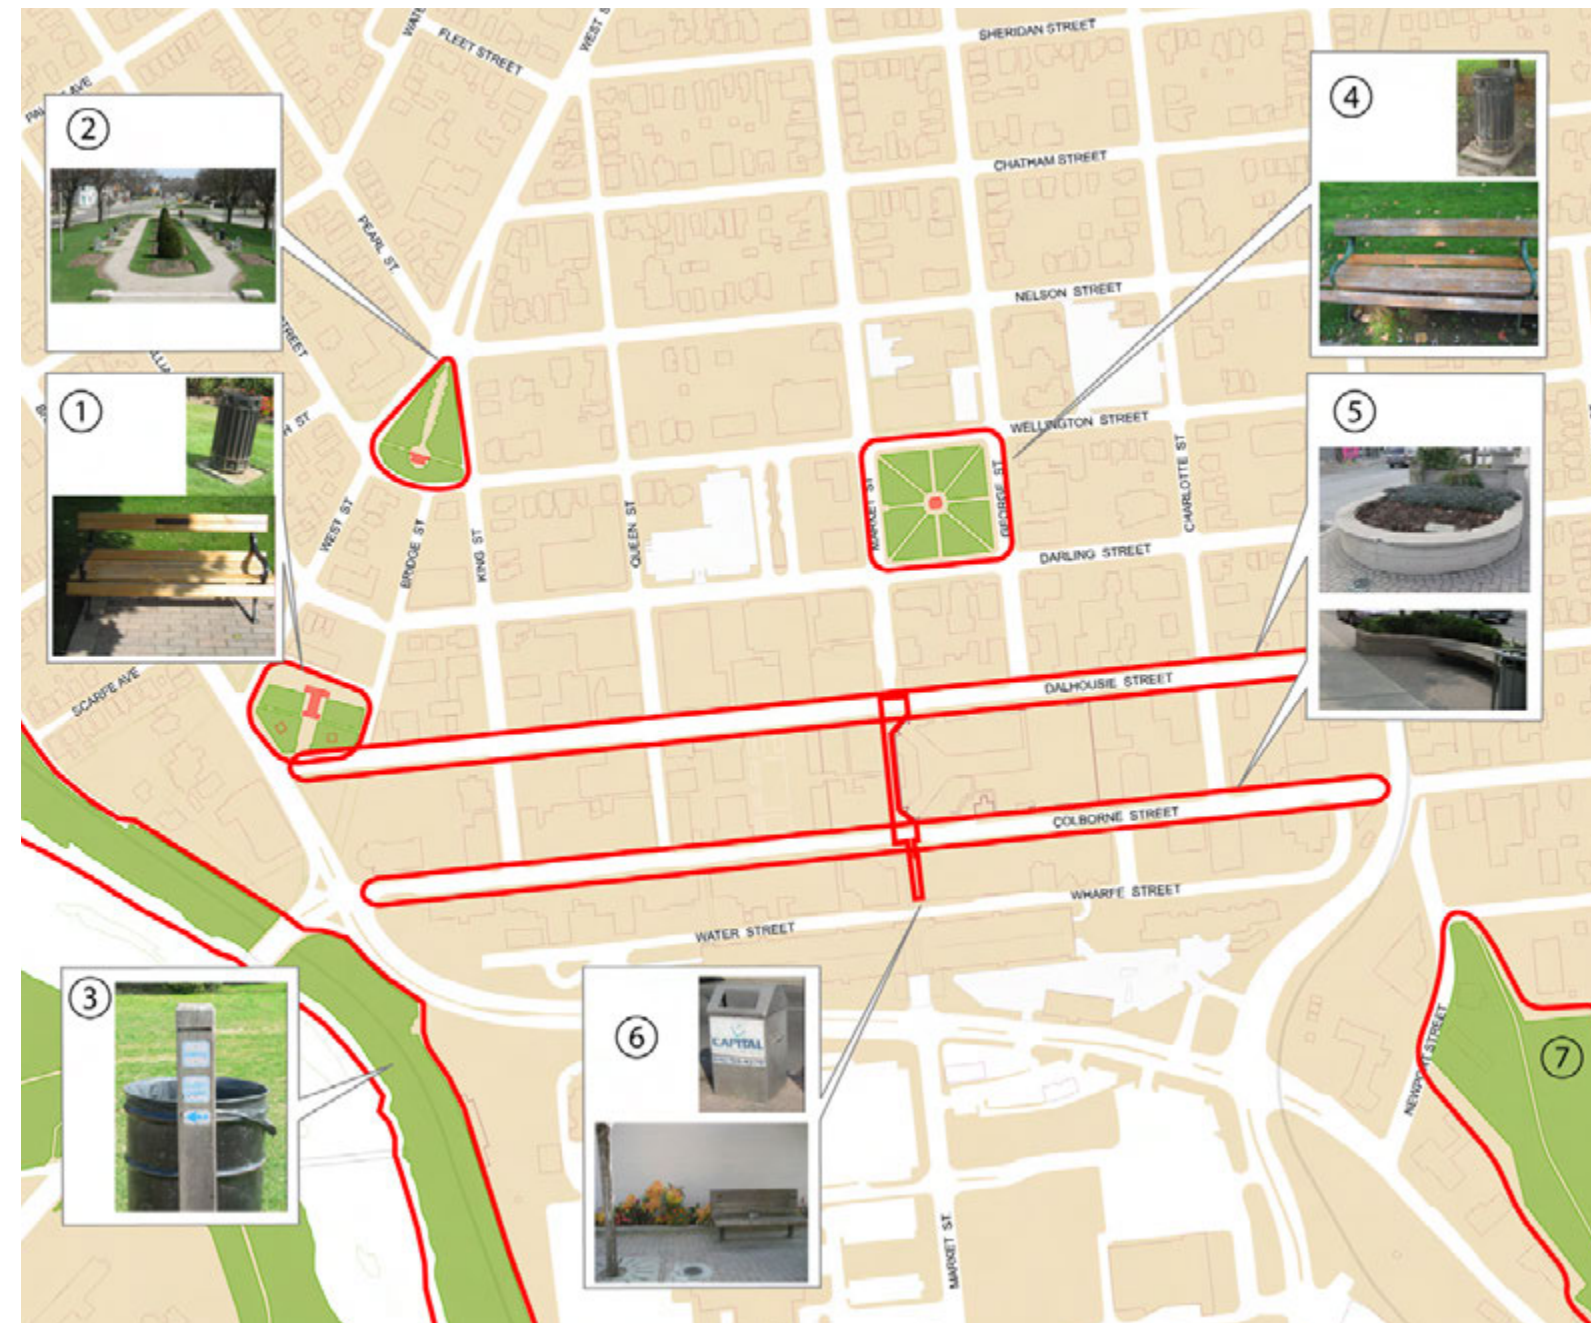 SHERIDAN STREET
FLEET STREET
WEST S
②
④
CHATHAM STREET
PEARL ST.
NELSON STREET
①
⑤
WELLINGTON STREET
MARKET ST
GEORGE ST.
CHARLOTTE ST
WEST ST
BRIDGE ST
KING ST
QUEEN ST
DARLING STREET
SCARFE AVE
DALHOUSIE STREET
COLBORNE STREET
WHARFE STREET
WATER STREET
③
⑥
CAPITAL
NEWPORT STREET
⑦
MARKET ST.